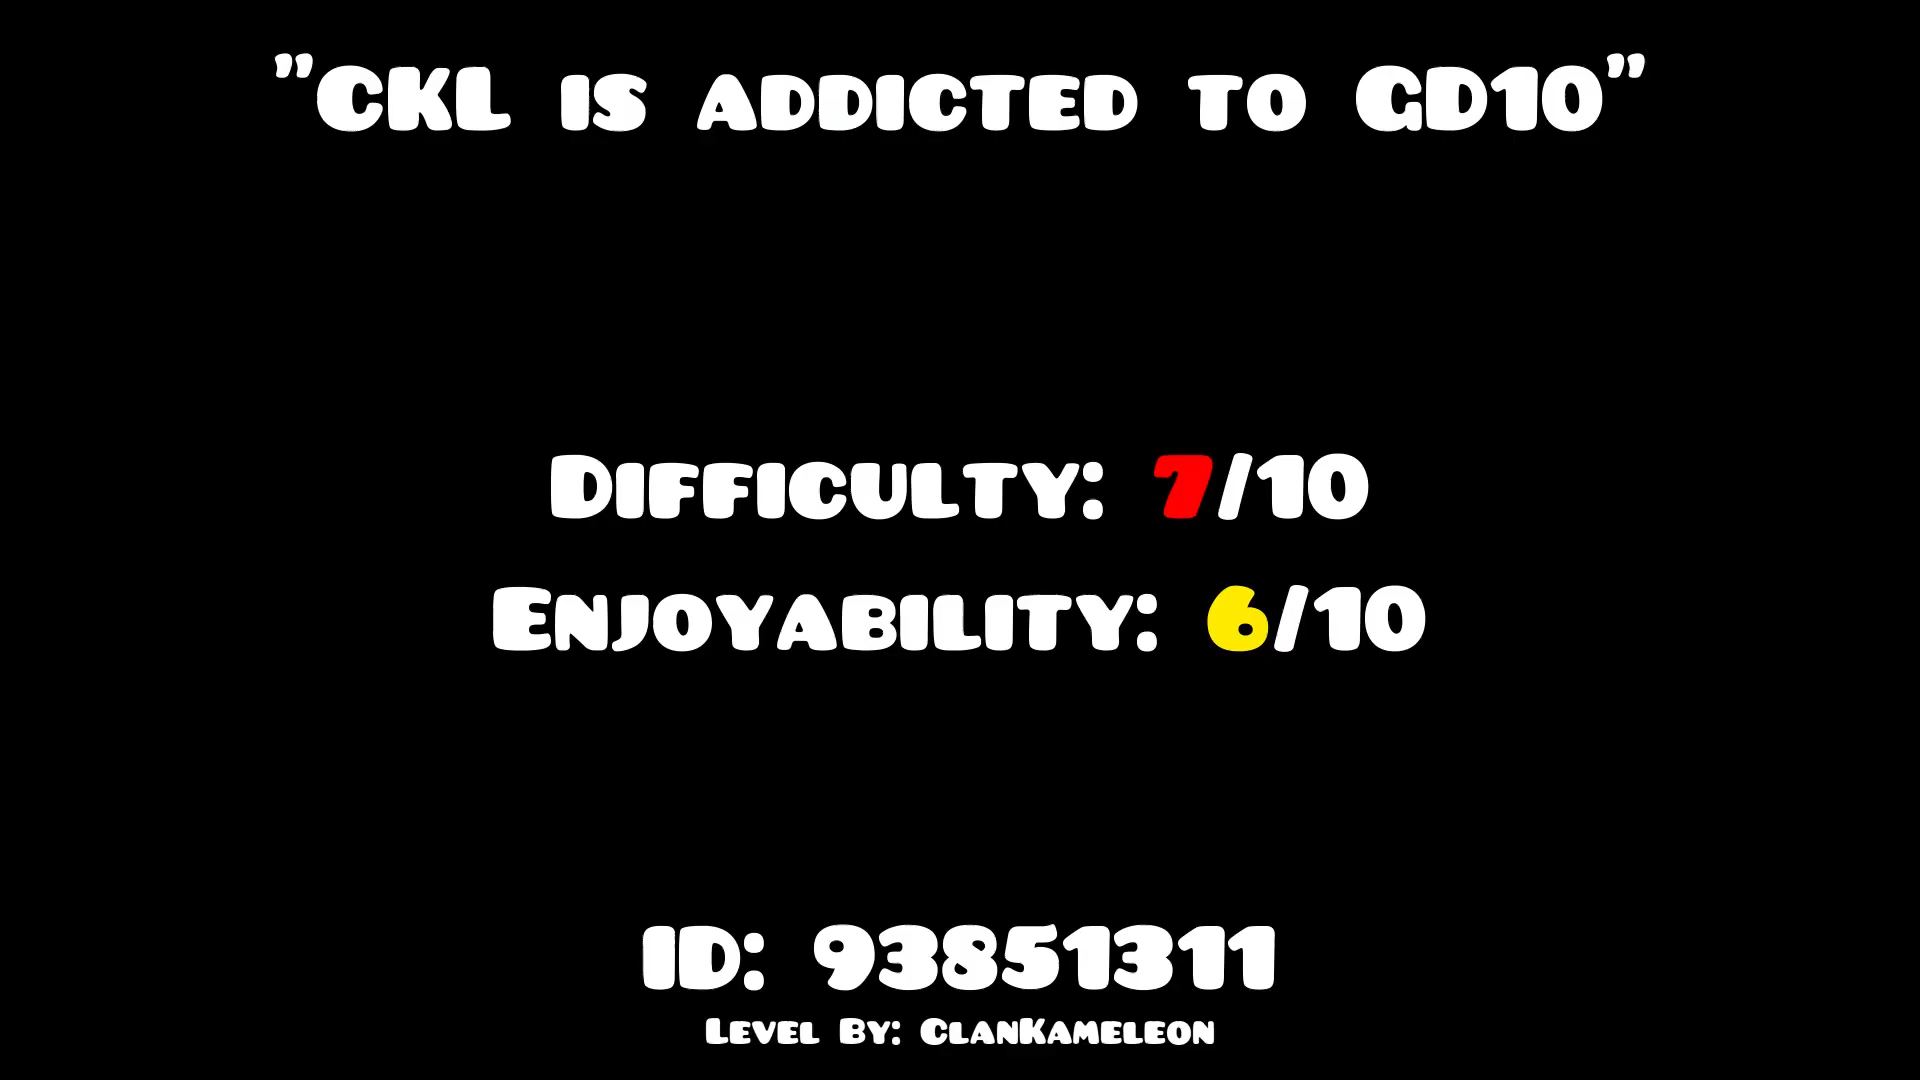 "CKL is addicted to GD10"
Difficulty: 7/10
Enjoyability: 6/10
ID: 93851311
Level By: ClanKameleon